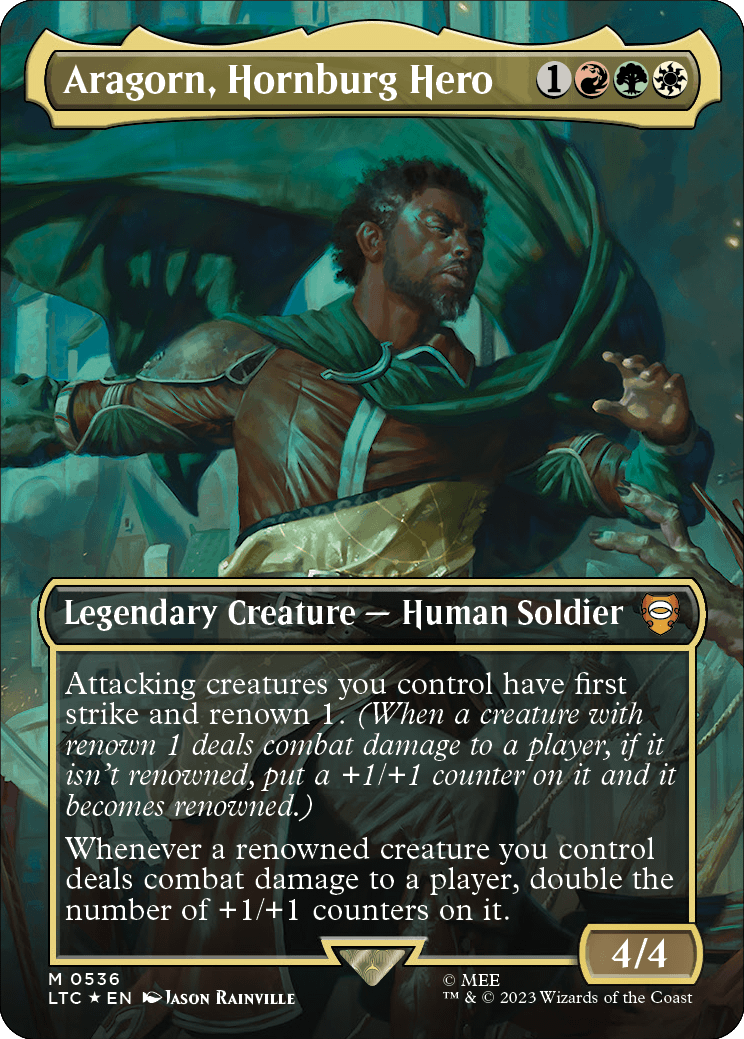 Aragorn, Hornburg Hero 1
Legendary Creature — Human Soldier
Attacking creatures you control have first
strike and renown 1. (When a creature with
renown 1 deals combat damage to a player, if it
isn't renowned, put a +1/+1 counter on it and it
becomes renowned.)
Whenever a renowned creature you control
deals combat damage to a player, double the
number of +1/+1 counters on it.
4/4
M 0536
LTC ★ EN Jason Rainville
© MEE
™ & © 2023 Wizards of the Coast